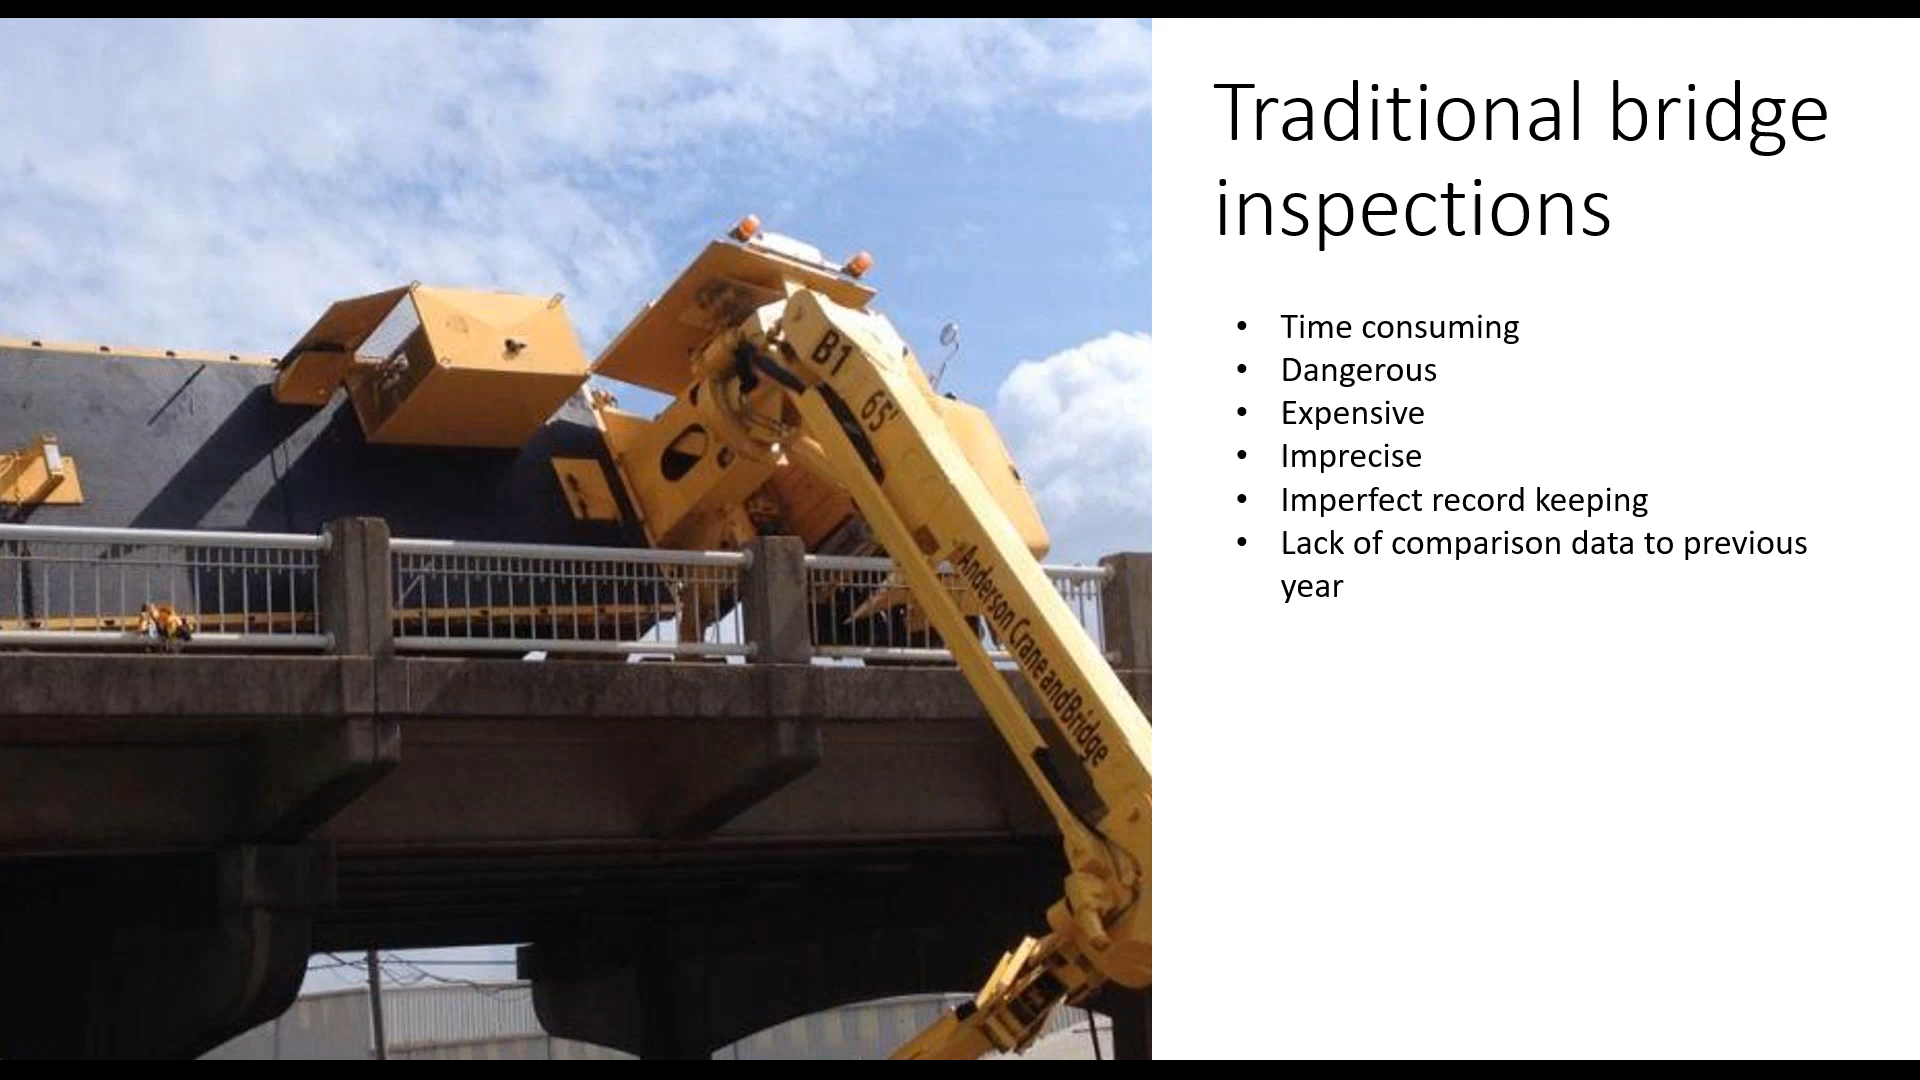 Traditional bridge
inspections
• Time consuming
• Dangerous
• Expensive
• Imprecise
• Imperfect record keeping
• Lack of comparison data to previous
year
B1
65'
Anderson Crane and Bridge